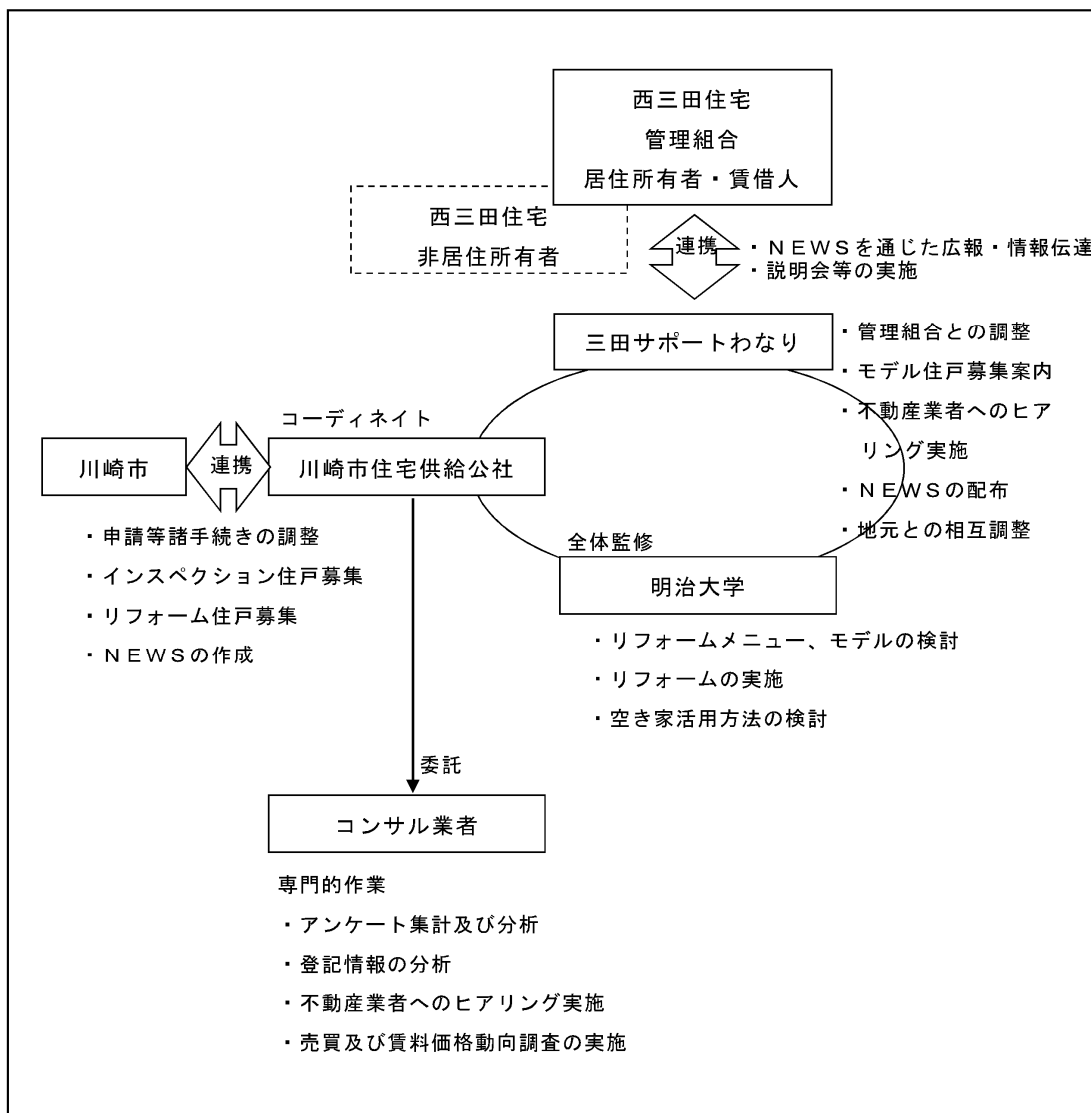 西三田住宅
管理組合
居住所有者・賃借人
西三田住宅
非居住所有者
連携
・ＮＥＷＳを通じた広報・情報伝達
・説明会等の実施
三田サポートわなり
・管理組合との調整
・モデル住戸募集案内
・不動産業者へのヒア
リング実施
・ＮＥＷＳの配布
・地元との相互調整
コーディネイト
川崎市
連携
川崎市住宅供給公社
・申請等諸手続きの調整
・インスペクション住戸募集
・リフォーム住戸募集
・ＮＥＷＳの作成
全体監修
明治大学
・リフォームメニュー、モデルの検討
・リフォームの実施
・空き家活用方法の検討
委託
コンサル業者
専門的作業
・アンケート集計及び分析
・登記情報の分析
・不動産業者へのヒアリング実施
・売買及び賃料価格動向調査の実施